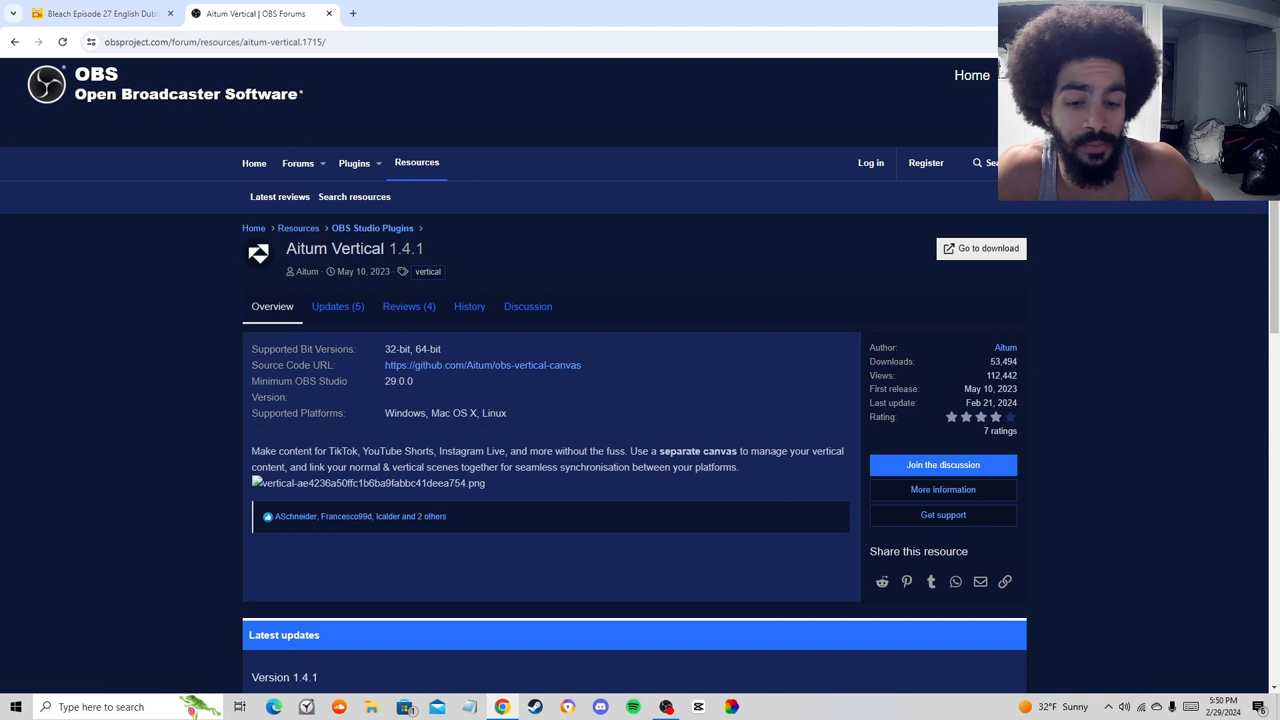 Bleach Episode 27 English Dubb
Aitum Vertical | OBS Forums
obsproject.com/forum/resources/aitum-vertical.1715/
OBS
Open Broadcaster Software
Home
Home Forums Plugins Resources Log in Register
Latest reviews Search resources
Home Resources OBS Studio Plugins
Aitum Vertical 1.4.1
Go to download
Aitum · May 10, 2023 · vertical
Overview Updates (5) Reviews (4) History Discussion
Supported Bit Versions: 32-bit, 64-bit
Source Code URL: https://github.com/Aitum/obs-vertical-canvas
Minimum OBS Studio 29.0.0
Version:
Supported Platforms: Windows, Mac OS X, Linux
Make content for TikTok, YouTube Shorts, Instagram Live, and more without the fuss. Use a separate canvas to manage your vertical
content, and link your normal & vertical scenes together for seamless synchronisation between your platforms.
vertical-ae4236a50ffc1b6ba9fabbc41deea754.png
ASchneider, Francesco99d, lcalder and 2 others
Author: Aitum
Downloads: 53,494
Views: 112,442
First release: May 10, 2023
Last update: Feb 21, 2024
Rating:
7 ratings
Join the discussion
More information
Get support
Share this resource
Latest updates
Version 1.4.1
Type here to search
32°F Sunny
5:50 PM
2/29/2024
6